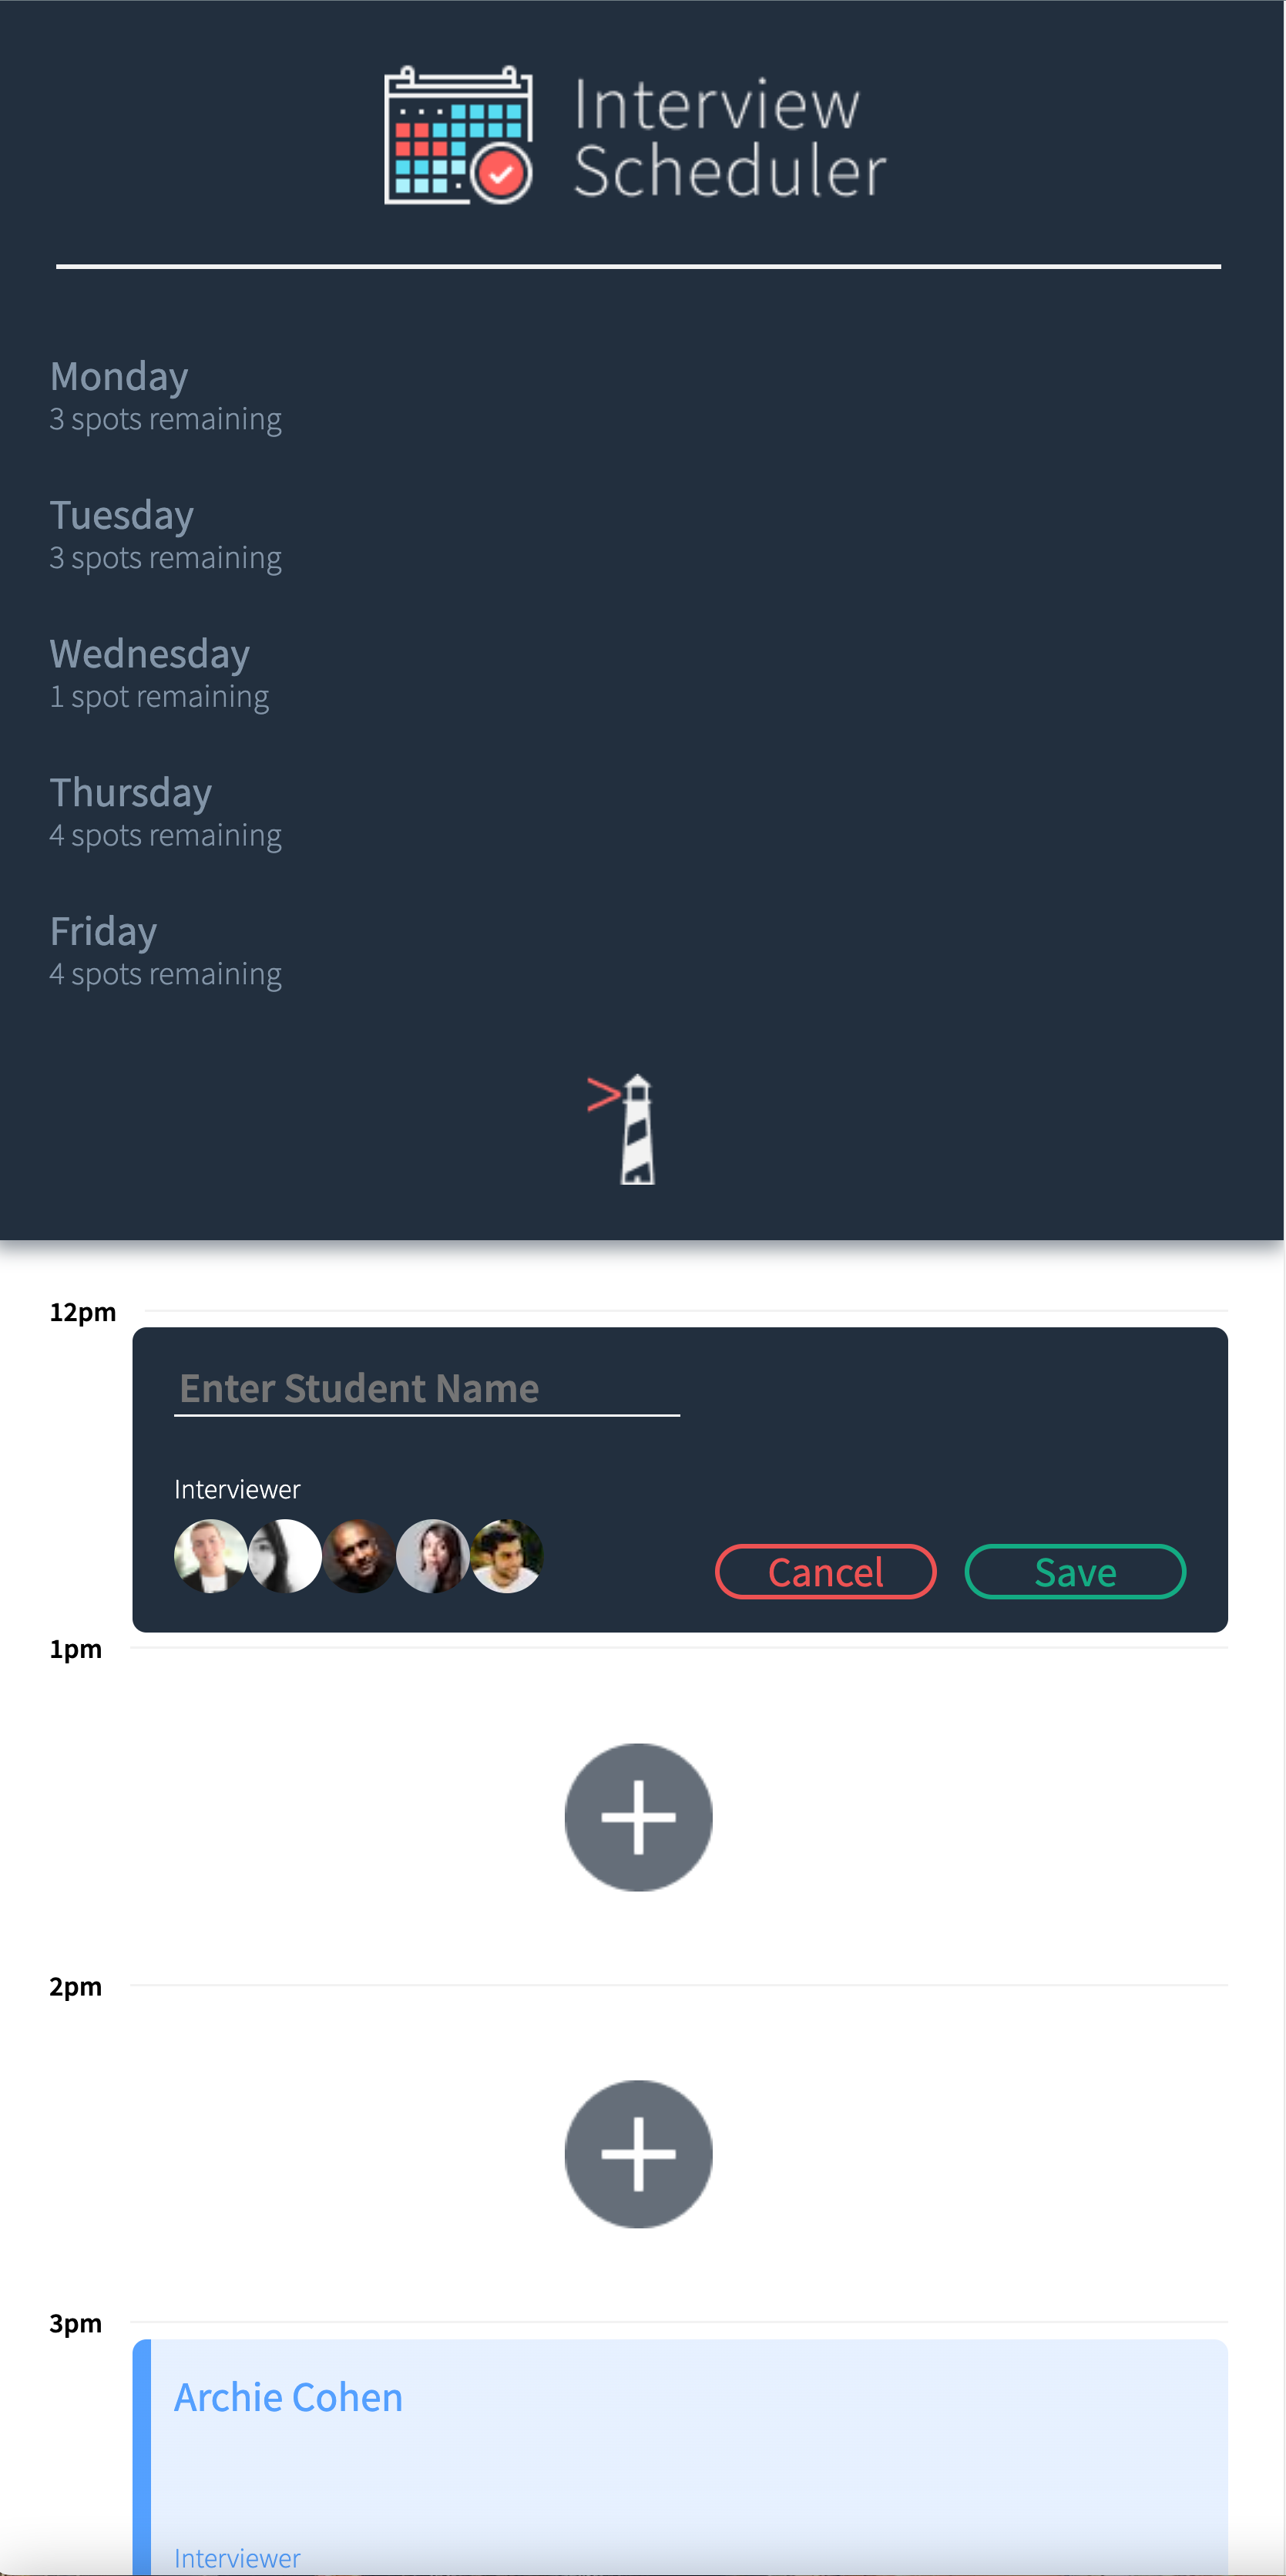 Interview
Scheduler
Monday
3 spots remaining
Tuesday
3 spots remaining
Wednesday
1 spot remaining
Thursday
4 spots remaining
Friday
4 spots remaining
12pm
Enter Student Name
Interviewer
Cancel Save
1pm
2pm
3pm
Archie Cohen
Interviewer